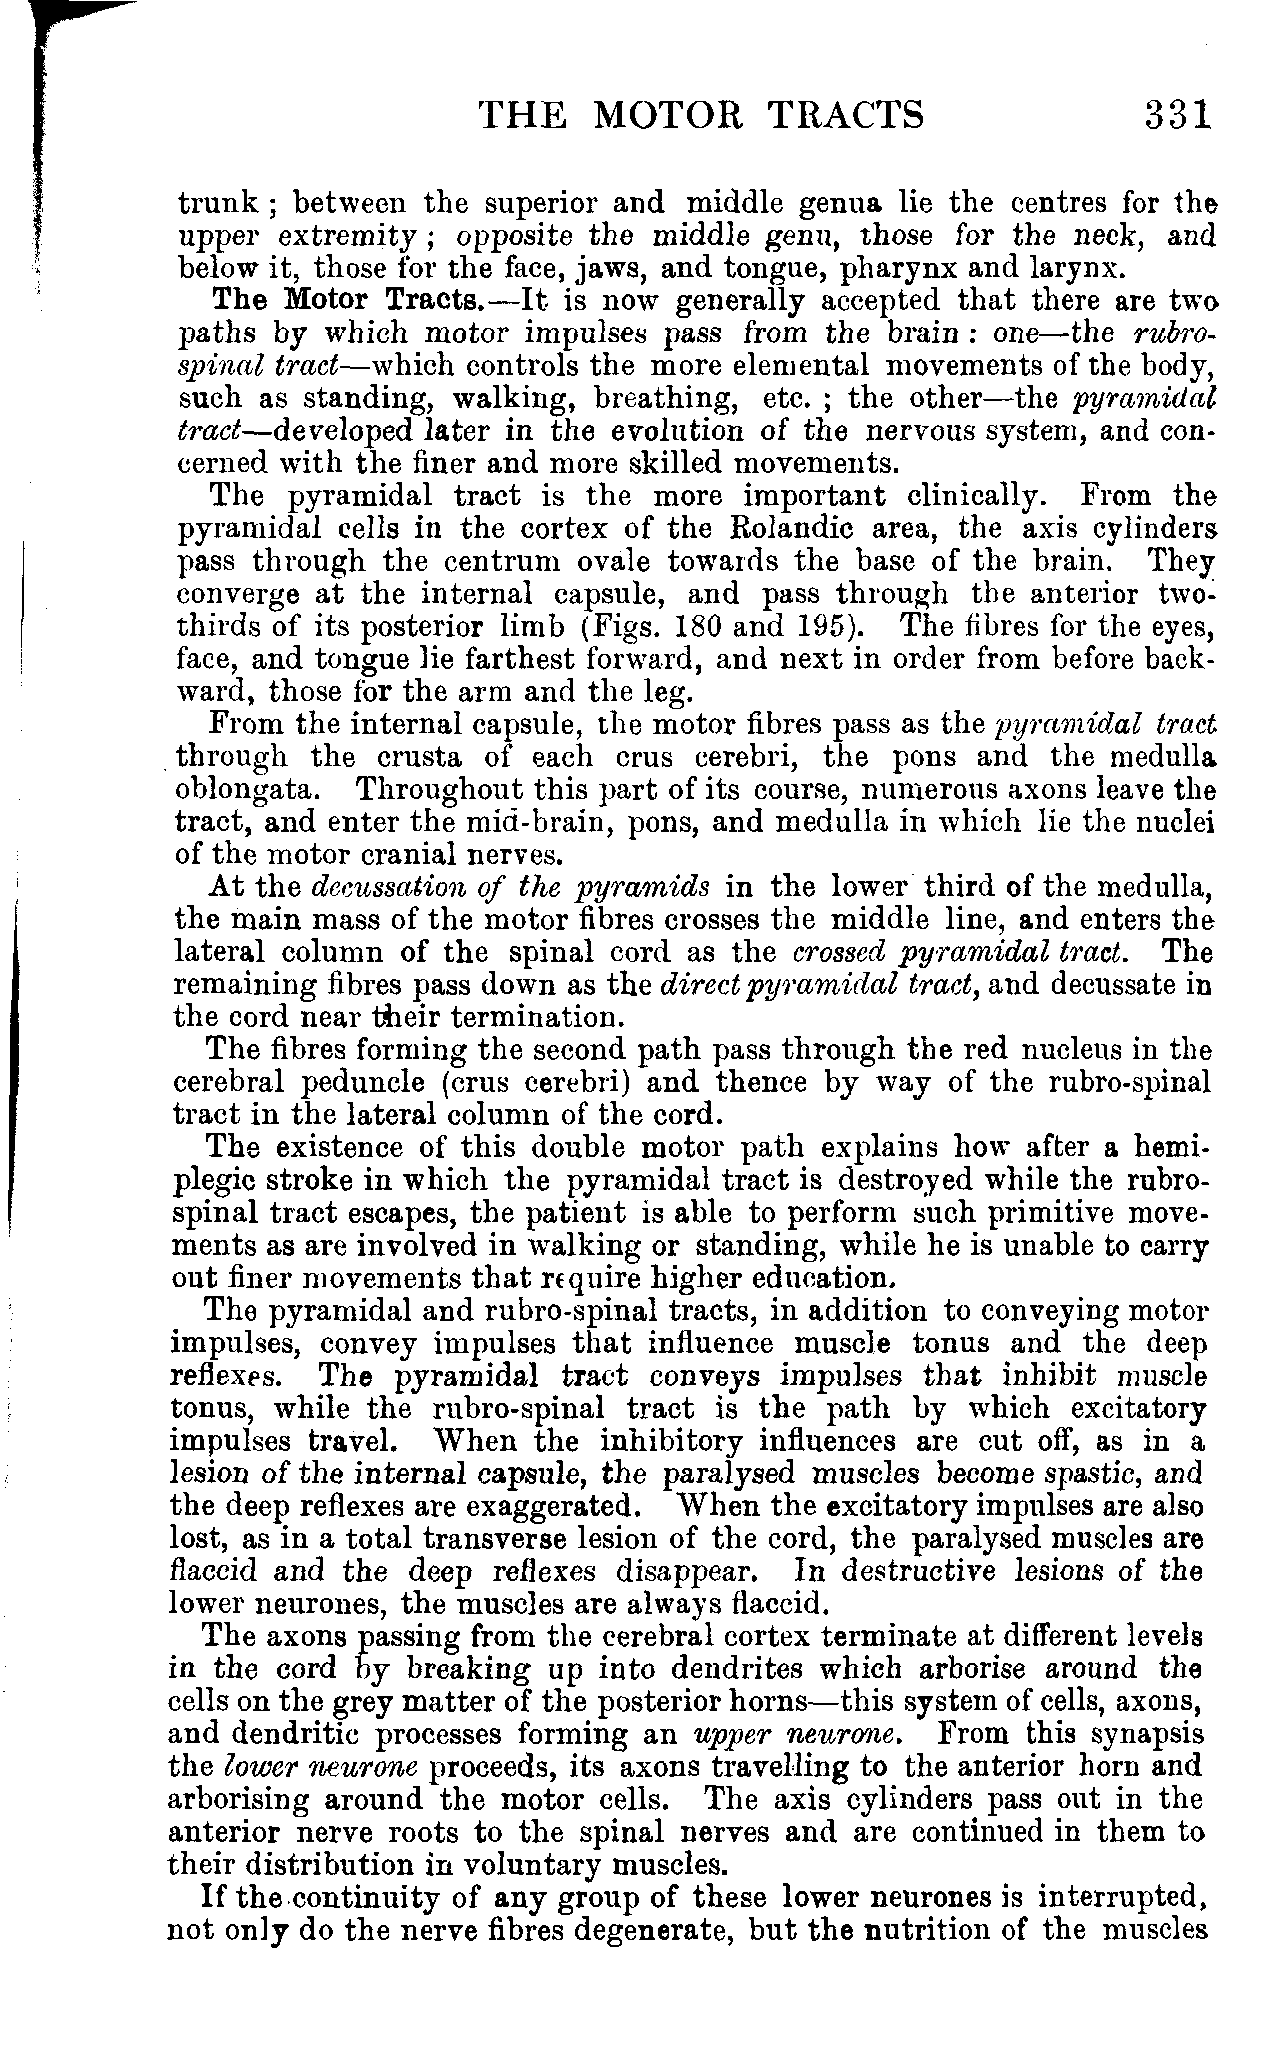 THE MOTOR TRACTS 331
trunk ; between the superior and middle genua lie the centres for the
upper extremity ; opposite the middle genu, those for the neck, and
below it, those for the face, jaws, and tongue, pharynx and larynx.
The Motor Tracts.—It is now generally accepted that there are two
paths by which motor impulses pass from the brain : one—the rubro-
spinal tract—which controls the more elemental movements of the body,
such as standing, walking, breathing, etc. ; the other—the pyramidal
tract—developed later in the evolution of the nervous system, and con-
cerned with the finer and more skilled movements.
The pyramidal tract is the more important clinically. From the
pyramidal cells in the cortex of the Rolandic area, the axis cylinders
pass through the centrum ovale towards the base of the brain. They
converge at the internal capsule, and pass through the anterior two-
thirds of its posterior limb (Figs. 180 and 195). The fibres for the eyes,
face, and tongue lie farthest forward, and next in order from before back-
ward, those for the arm and the leg.
From the internal capsule, the motor fibres pass as the pyramidal tract
through the crusta of each crus cerebri, the pons and the medulla
oblongata. Throughout this part of its course, numerous axons leave the
tract, and enter the mid-brain, pons, and medulla in which lie the nuclei
of the motor cranial nerves.
At the decussation of the pyramids in the lower third of the medulla,
the main mass of the motor fibres crosses the middle line, and enters the
lateral column of the spinal cord as the crossed pyramidal tract. The
remaining fibres pass down as the direct pyramidal tract, and decussate in
the cord near their termination.
The fibres forming the second path pass through the red nucleus in the
cerebral peduncle (crus cerebri) and thence by way of the rubro-spinal
tract in the lateral column of the cord.
The existence of this double motor path explains how after a hemi-
plegic stroke in which the pyramidal tract is destroyed while the rubro-
spinal tract escapes, the patient is able to perform such primitive move-
ments as are involved in walking or standing, while he is unable to carry
out finer movements that require higher education.
The pyramidal and rubro-spinal tracts, in addition to conveying motor
impulses, convey impulses that influence muscle tonus and the deep
reflexes. The pyramidal tract conveys impulses that inhibit muscle
tonus, while the rubro-spinal tract is the path by which excitatory
impulses travel. When the inhibitory influences are cut off, as in a
lesion of the internal capsule, the paralysed muscles become spastic, and
the deep reflexes are exaggerated. When the excitatory impulses are also
lost, as in a total transverse lesion of the cord, the paralysed muscles are
flaccid and the deep reflexes disappear. In destructive lesions of the
lower neurones, the muscles are always flaccid.
The axons passing from the cerebral cortex terminate at different levels
in the cord by breaking up into dendrites which arborise around the
cells on the grey matter of the posterior horns—this system of cells, axons,
and dendritic processes forming an upper neurone. From this synapsis
the lower neurone proceeds, its axons travelling to the anterior horn and
arborising around the motor cells. The axis cylinders pass out in the
anterior nerve roots to the spinal nerves and are continued in them to
their distribution in voluntary muscles.
If the continuity of any group of these lower neurones is interrupted,
not only do the nerve fibres degenerate, but the nutrition of the muscles